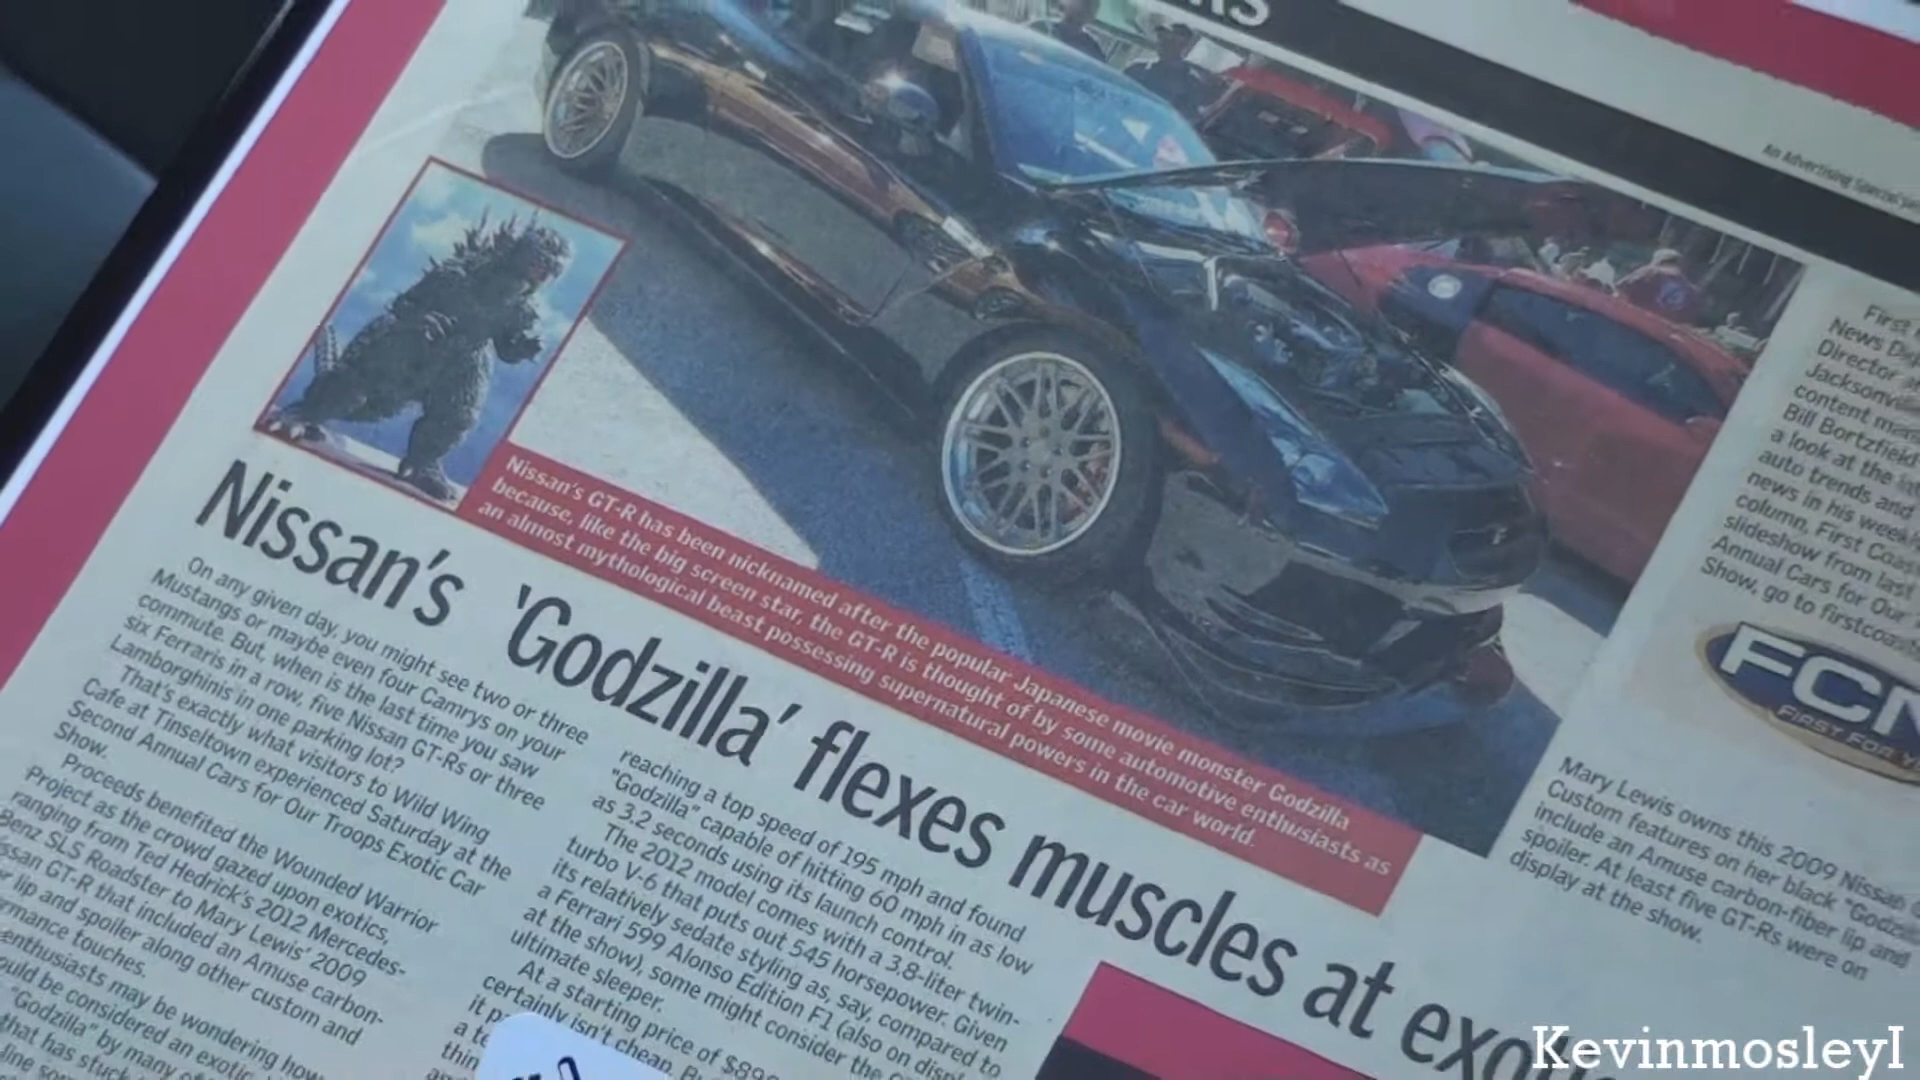 An Advertising Special
Nissan's GT-R has been nicknamed after the popular Japanese movie monster Godzilla
because, like the big screen star, the GT-R is thought of by some automotive enthusiasts as
an almost mythological beast possessing supernatural powers in the car world.
Nissan's 'Godzilla' flexes muscles at
On any given day, you might see two or three
Mustangs or maybe even four Camrys on your
commute. But, when is the last time you saw
six Ferraris in a row, five Nissan GT-Rs or three
Lamborghinis in one parking lot?
That's exactly what visitors to Wild Wing
Cafe at Tinseltown experienced Saturday at the
Second Annual Cars for Our Troops Exotic Car
Show.
Proceeds benefited the Wounded Warrior
Project as the crowd gazed upon exotics,
ranging from Ted Hedrick's 2012 Mercedes-
Benz SLS Roadster to Mary Lewis' 2009
GT-R that included an Amuse carbon-
lip and spoiler along other custom and
touches.
enthusiasts may be wondering how
be considered an exotic
"Godzilla" by many
that has stuck
reaching a top speed of 195 mph and found
"Godzilla" capable of hitting 60 mph in as low
as 3.2 seconds using its launch control.
The 2012 model comes with a 3.8-liter twin-
turbo V-6 that puts out 545 horsepower. Given
its relatively sedate styling as, say, compared to
a Ferrari 599 Alonso Edition F1 (also on
at the show), some might consider the
ultimate sleeper.
At a starting price of
certainly isn't cheap.
First
News
Director
content
Bill Bortzfield
a look at the
auto trends and
news in his
column, First Coast
slideshow from last
Annual Cars for Our
Show, go to
FCN
FIRST FOR
Mary Lewis owns this 2009 Nissan
Custom features on her black
include an Amuse carbon-fiber lip and
spoiler. At least five GT-Rs were on
display at the show.
KevinmosleyI